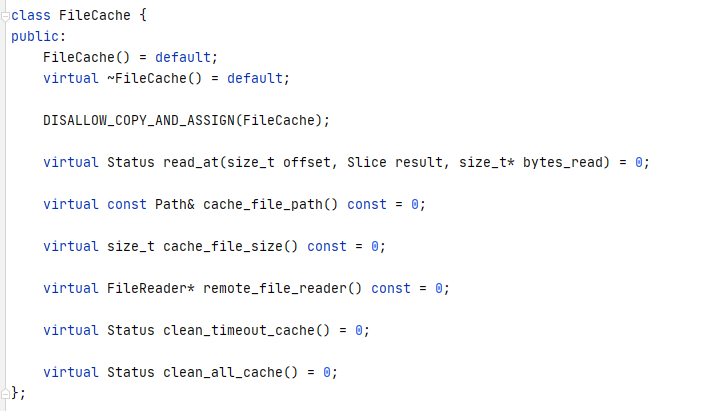 class FileCache {
public:
    FileCache() = default;
    virtual ~FileCache() = default;

    DISALLOW_COPY_AND_ASSIGN(FileCache);

    virtual Status read_at(size_t offset, Slice result, size_t* bytes_read) = 0;

    virtual const Path& cache_file_path() const = 0;

    virtual size_t cache_file_size() const = 0;

    virtual FileReader* remote_file_reader() const = 0;

    virtual Status clean_timeout_cache() = 0;

    virtual Status clean_all_cache() = 0;
};